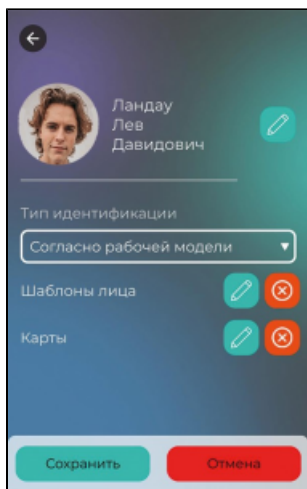 Ландау
Лев
Давидович
Тип идентификации
Согласно рабочей модели
Шаблоны лица
Карты
Сохранить
Отмена